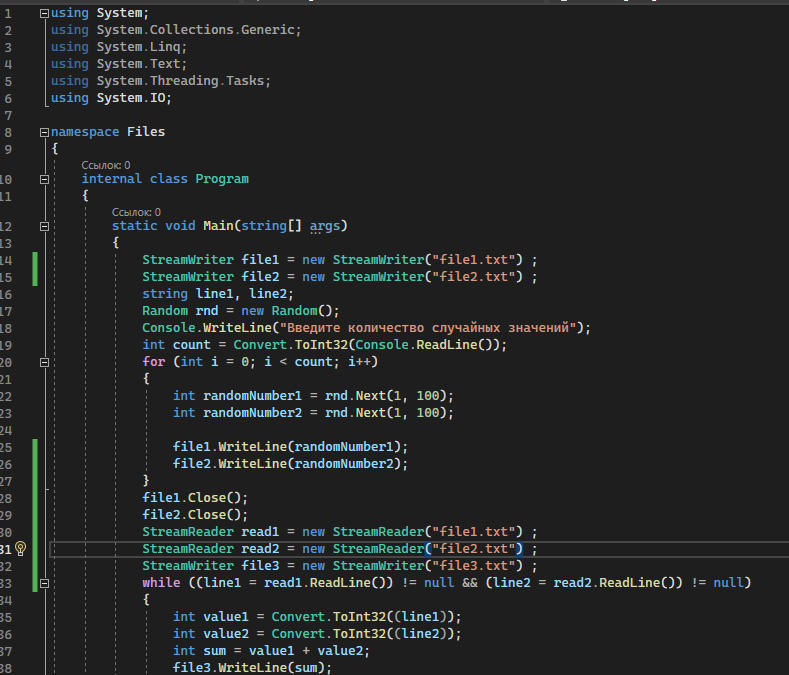 1 using System;
2 using System.Collections.Generic;
3 using System.Linq;
4 using System.Text;
5 using System.Threading.Tasks;
6 using System.IO;
7
8 namespace Files
9 {
Ссылок: 0
10 internal class Program
11 {
Ссылок: 0
12 static void Main(string[] args)
13 {
14 StreamWriter file1 = new StreamWriter("file1.txt") ;
15 StreamWriter file2 = new StreamWriter("file2.txt") ;
16 string line1, line2;
17 Random rnd = new Random();
18 Console.WriteLine("Введите количество случайных значений");
19 int count = Convert.ToInt32(Console.ReadLine());
20 for (int i = 0; i < count; i++)
21 {
22 int randomNumber1 = rnd.Next(1, 100);
23 int randomNumber2 = rnd.Next(1, 100);
24
25 file1.WriteLine(randomNumber1);
26 file2.WriteLine(randomNumber2);
27 }
28 file1.Close();
29 file2.Close();
30 StreamReader read1 = new StreamReader("file1.txt") ;
31 StreamReader read2 = new StreamReader("file2.txt") ;
32 StreamWriter file3 = new StreamWriter("file3.txt") ;
33 while ((line1 = read1.ReadLine()) != null && (line2 = read2.ReadLine()) != null)
34 {
35 int value1 = Convert.ToInt32((line1));
36 int value2 = Convert.ToInt32((line2));
37 int sum = value1 + value2;
38 file3.WriteLine(sum);